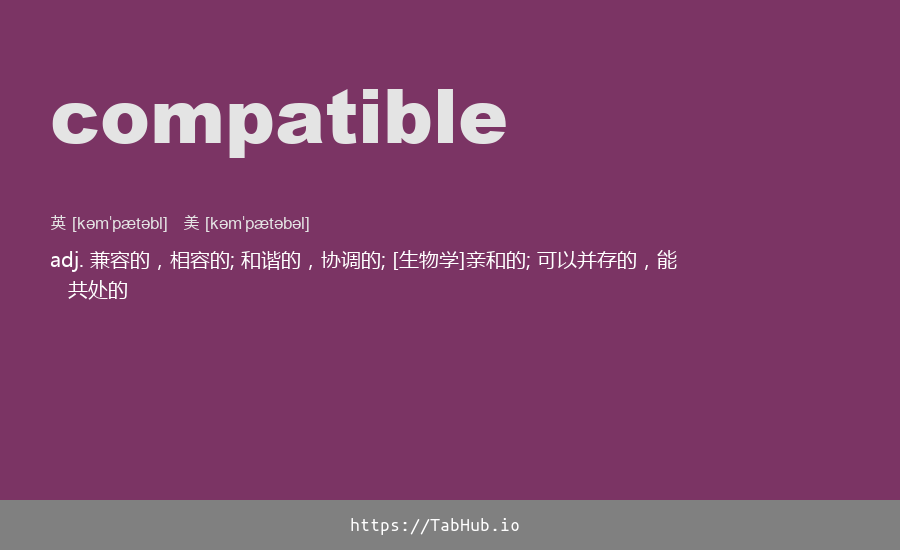 compatible
英 [kəmˈpætəbl] 美 [kəmˈpætəbəl]
adj. 兼容的，相容的; 和谐的，协调的; [生物学]亲和的; 可以并存的，能
共处的
https://TabHub.io